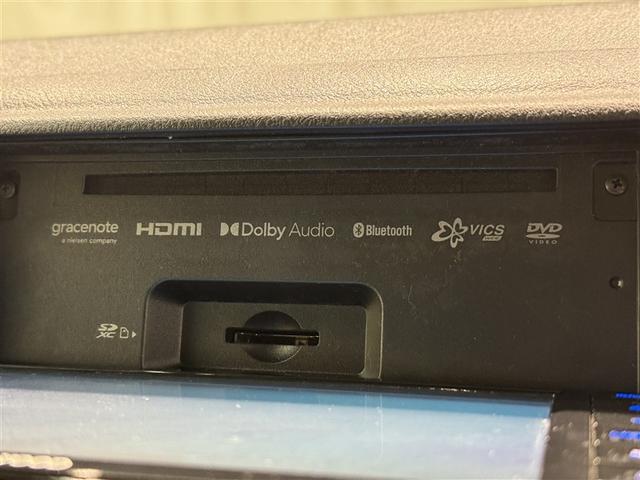 gracenote
a nielsen company
HDMI
Dolby Audio
Bluetooth
VICS
DVD
VIDEO
SD
XC